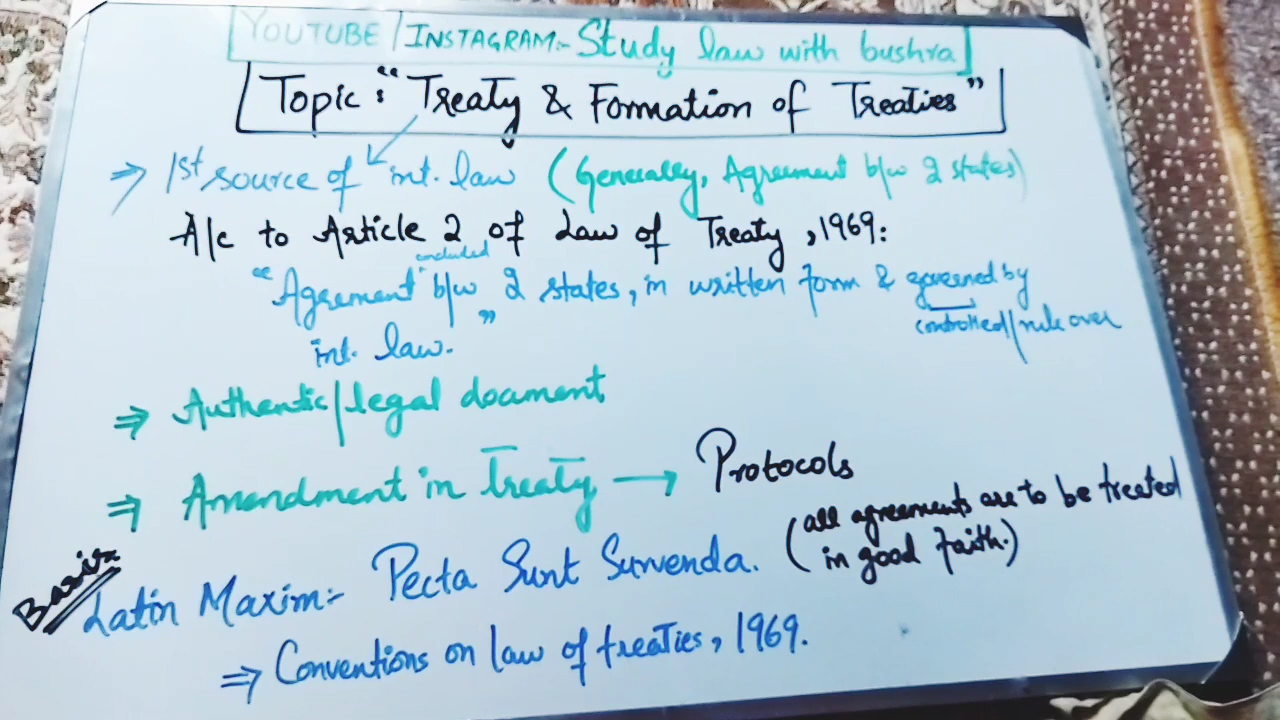 YOUTUBE/INSTAGRAM:- Study law with bushra
Topic: "Treaty & Formation of Treaties"
⇒ 1st source of int. law (Generally, Agreement b/w 2 states)
A/c to Article 2 of Law of Treaty, 1969:
concluded
"Agreement b/w 2 states, in written form & governed by
controlled/rule over
int. law."
⇒ Authentic/legal document
⇒ Amendment in Treaty → Protocols
Basis
Latin Maxim:- Pecta Sunt Survenda. (all agreements are to be treated
in good faith.)
⇒ Conventions on law of treaties, 1969.